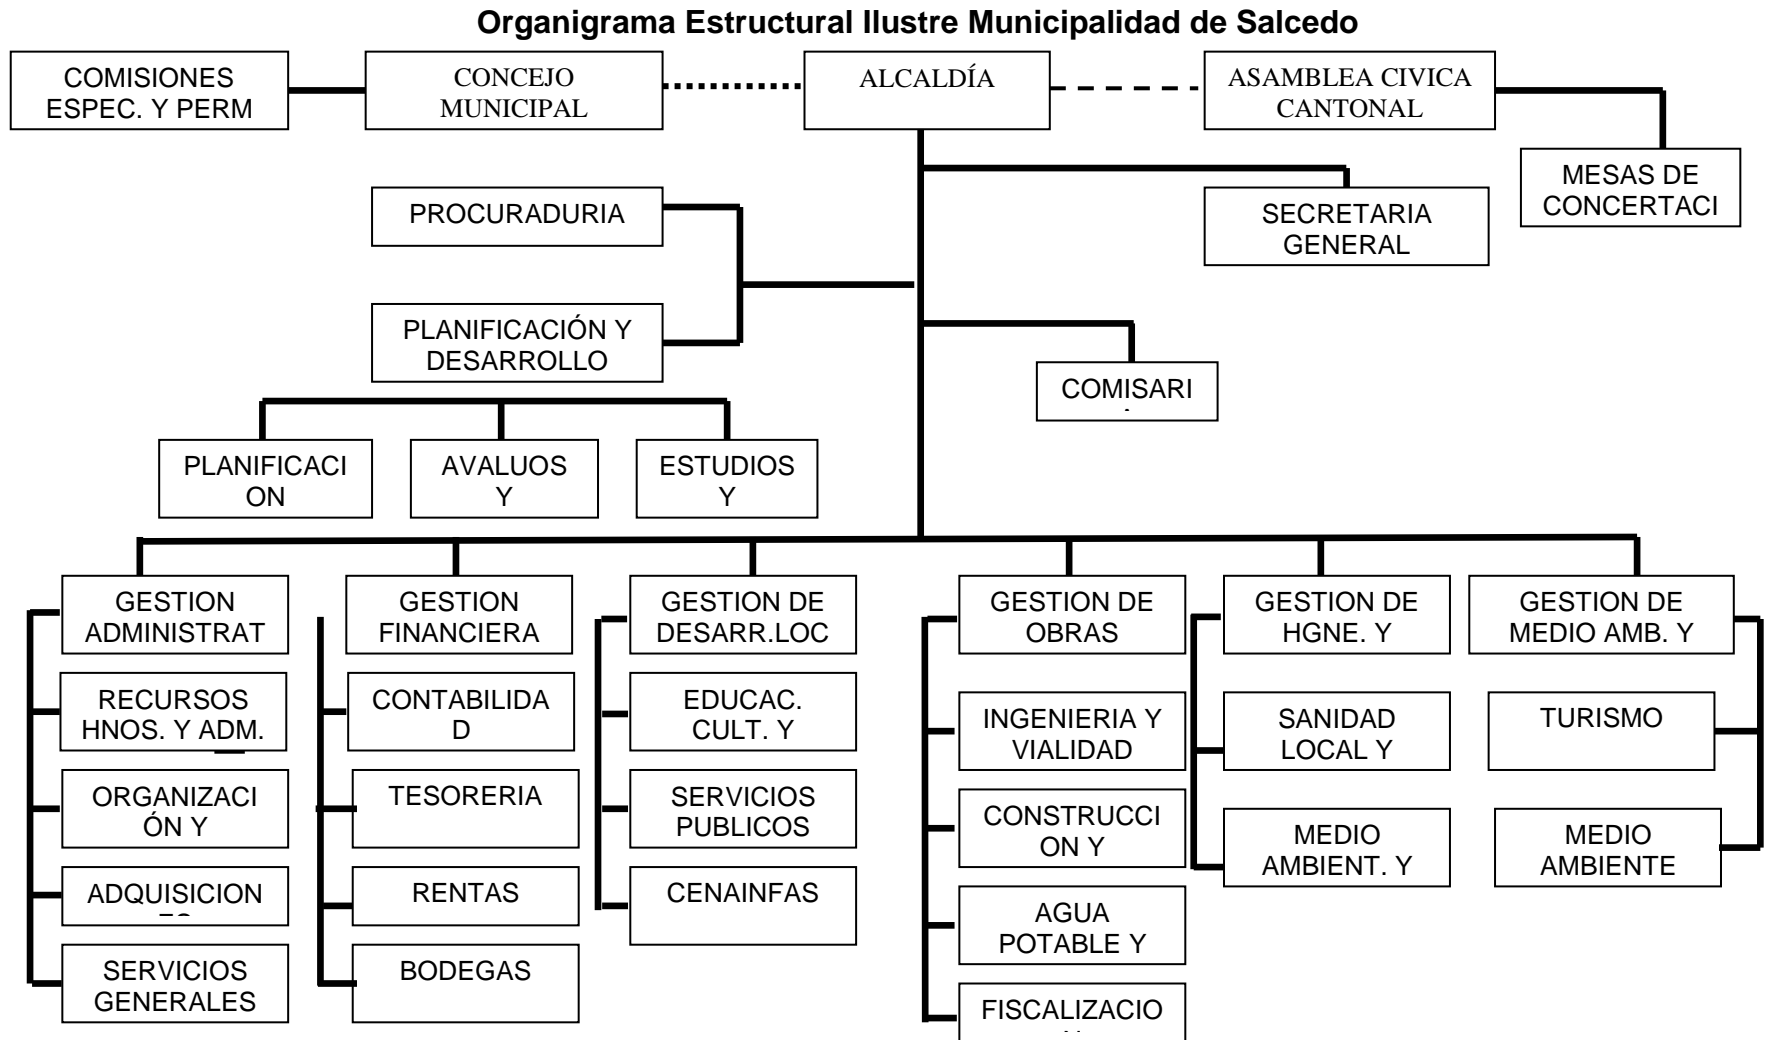 Organigrama Estructural Ilustre Municipalidad de Salcedo
COMISIONES
ESPEC. Y PERM
CONCEJO
MUNICIPAL
ALCALDÍA
ASAMBLEA CIVICA
CANTONAL
MESAS DE
CONCERTACI
PROCURADURIA
SECRETARIA
GENERAL
PLANIFICACIÓN Y
DESARROLLO
COMISARI
PLANIFICACI
ON
AVALUOS
Y
ESTUDIOS
Y
GESTION
ADMINISTRAT
GESTION
FINANCIERA
GESTION DE
DESARR.LOC
GESTION DE
OBRAS
GESTION DE
HGNE. Y
GESTION DE
MEDIO AMB. Y
RECURSOS
HNOS. Y ADM.
CONTABILIDA
D
EDUCAC.
CULT. Y
INGENIERIA Y
VIALIDAD
SANIDAD
LOCAL Y
TURISMO
ORGANIZACI
ÓN Y
TESORERIA
SERVICIOS
PUBLICOS
CONSTRUCCI
ON Y
MEDIO
AMBIENT. Y
MEDIO
AMBIENTE
ADQUISICION
RENTAS
CENAINFAS
AGUA
POTABLE Y
SERVICIOS
GENERALES
BODEGAS
FISCALIZACIO